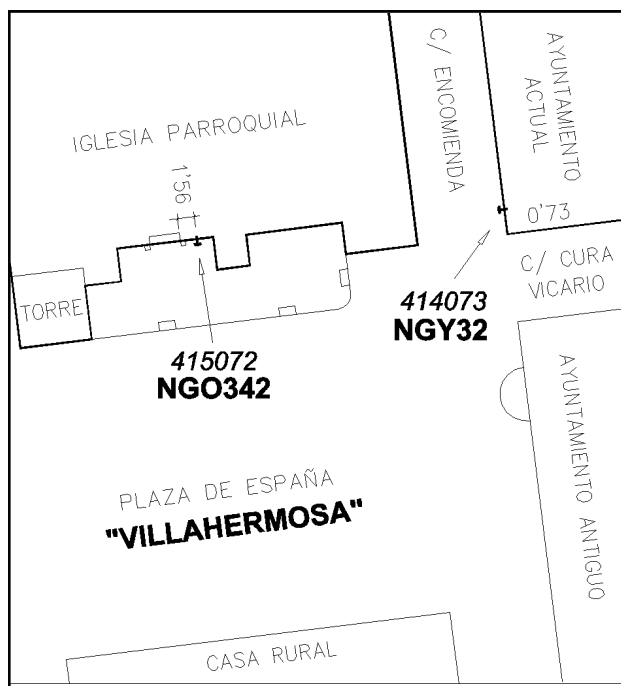 IGLESIA PARROQUIAL
C/ ENCOMIENDA
AYUNTAMIENTO
ACTUAL
1'56
0'73
TORRE
C/ CURA
VICARIO
415072
NGO342
414073
NGY32
AYUNTAMIENTO ANTIGUO
PLAZA DE ESPAÑA
"VILLAHERMOSA"
CASA RURAL